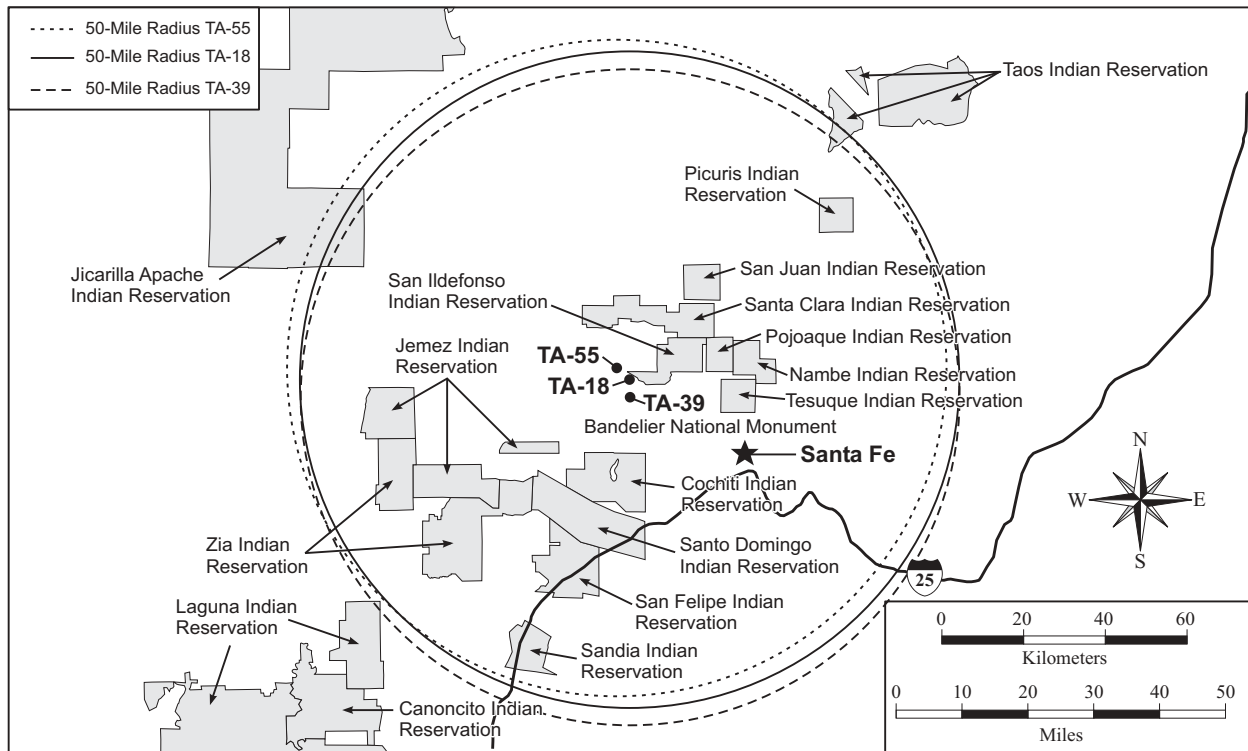 50-Mile Radius TA-55
50-Mile Radius TA-18
50-Mile Radius TA-39
Taos Indian Reservation
Picuris Indian
Reservation
Jicarilla Apache
Indian Reservation
San Ildefonso
Indian Reservation
San Juan Indian Reservation
Santa Clara Indian Reservation
Pojoaque Indian Reservation
Jemez Indian
Reservation
TA-55
TA-18
TA-39
Nambe Indian Reservation
Tesuque Indian Reservation
Bandelier National Monument
Santa Fe
Cochiti Indian
Reservation
N
W
E
S
Zia Indian
Reservation
Santo Domingo
Indian Reservation
25
Laguna Indian
Reservation
San Felipe Indian
Reservation
Sandia Indian
Reservation
Canoncito Indian
Reservation
0 20 40 60
Kilometers
0 10 20 30 40 50
Miles